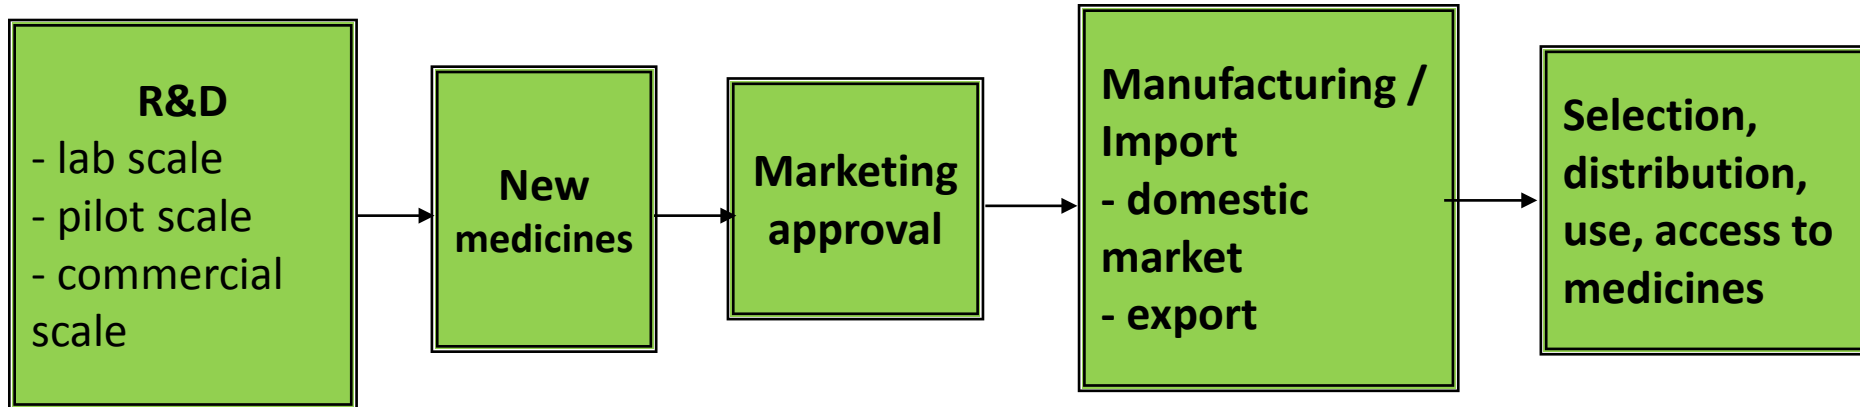 R&D
- lab scale
- pilot scale
- commercial
scale
New
medicines
Marketing
approval
Manufacturing /
Import
- domestic
market
- export
Selection,
distribution,
use, access to
medicines